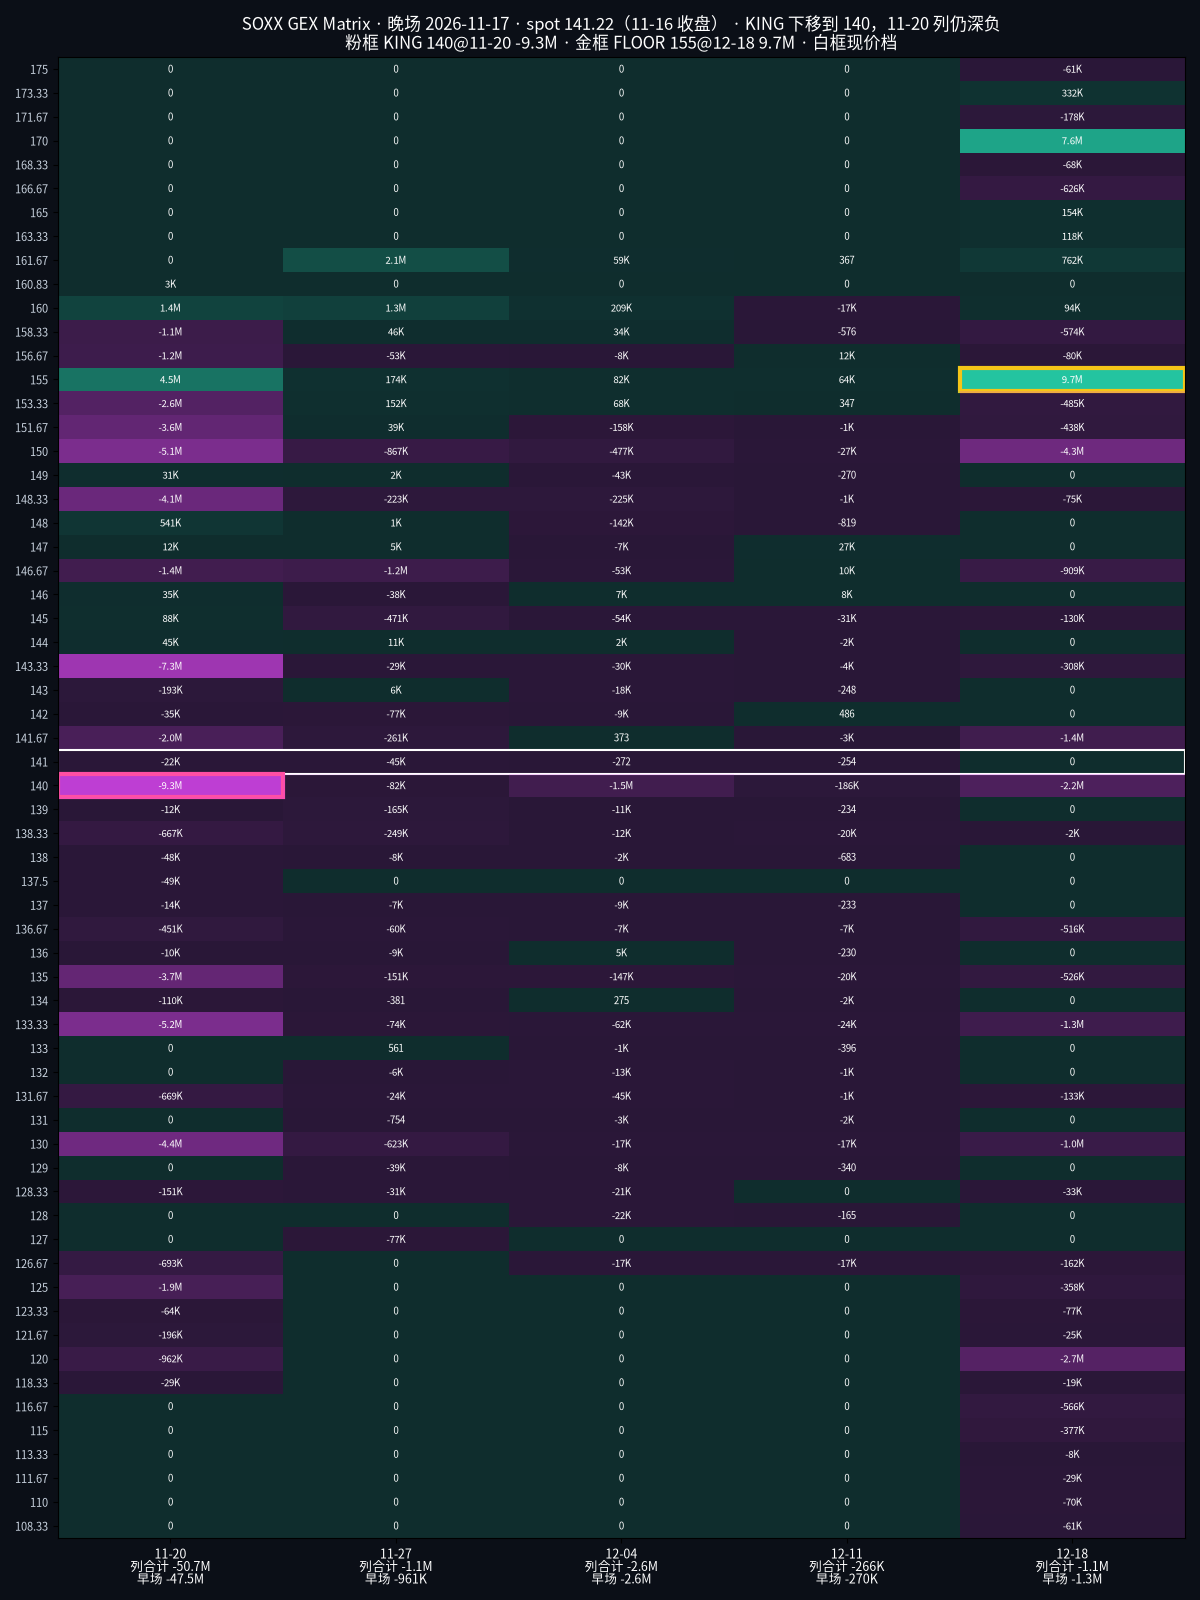 SOXX GEX Matrix · 晚场 2026-11-17 · spot 141.22（11-16 收盘） · KING 下移到 140，11-20 列仍深负
粉框 KING 140@11-20 -9.3M · 金框 FLOOR 155@12-18 9.7M · 白框现价档
175 0 0 0 0 -61K
173.33 0 0 0 0 332K
171.67 0 0 0 0 -178K
170 0 0 0 0 7.6M
168.33 0 0 0 0 -68K
166.67 0 0 0 0 -626K
165 0 0 0 0 154K
163.33 0 0 0 0 118K
161.67 0 2.1M 59K 367 762K
160.83 3K 0 0 0 0
160 1.4M 1.3M 209K -17K 94K
158.33 -1.1M 46K 34K -576 -574K
156.67 -1.2M -53K -8K 12K -80K
155 4.5M 174K 82K 64K 9.7M
153.33 -2.6M 152K 68K 347 -485K
151.67 -3.6M 39K -158K -1K -438K
150 -5.1M -867K -477K -27K -4.3M
149 31K 2K -43K -270 0
148.33 -4.1M -223K -225K -1K -75K
148 541K 1K -142K -819 0
147 12K 5K -7K 27K 0
146.67 -1.4M -1.2M -53K 10K -909K
146 35K -38K 7K 8K 0
145 88K -471K -54K -31K -130K
144 45K 11K 2K -2K 0
143.33 -7.3M -29K -30K -4K -308K
143 -193K 6K -18K -248 0
142 -35K -77K -9K 486 0
141.67 -2.0M -261K 373 -3K -1.4M
141 -22K -45K -272 -254 0
140 -9.3M -82K -1.5M -186K -2.2M
139 -12K -165K -11K -234 0
138.33 -667K -249K -12K -20K -2K
138 -48K -8K -2K -683 0
137.5 -49K 0 0 0 0
137 -14K -7K -9K -233 0
136.67 -451K -60K -7K -7K -516K
136 -10K -9K 5K -230 0
135 -3.7M -151K -147K -20K -526K
134 -110K -381 275 -2K 0
133.33 -5.2M -74K -62K -24K -1.3M
133 0 561 -1K -396 0
132 0 -6K -13K -1K 0
131.67 -669K -24K -45K -1K -133K
131 0 -754 -3K -2K 0
130 -4.4M -623K -17K -17K -1.0M
129 0 -39K -8K -340 0
128.33 -151K -31K -21K 0 -33K
128 0 0 -22K -165 0
127 0 -77K 0 0 0
126.67 -693K 0 -17K -17K -162K
125 -1.9M 0 0 0 -358K
123.33 -64K 0 0 0 -77K
121.67 -196K 0 0 0 -25K
120 -962K 0 0 0 -2.7M
118.33 -29K 0 0 0 -19K
116.67 0 0 0 0 -566K
115 0 0 0 0 -377K
113.33 0 0 0 0 -8K
111.67 0 0 0 0 -29K
110 0 0 0 0 -70K
108.33 0 0 0 0 -61K
11-20 11-27 12-04 12-11 12-18
列合计 -50.7M 列合计 -1.1M 列合计 -2.6M 列合计 -266K 列合计 -1.1M
早场 -47.5M 早场 -961K 早场 -2.6M 早场 -270K 早场 -1.3M